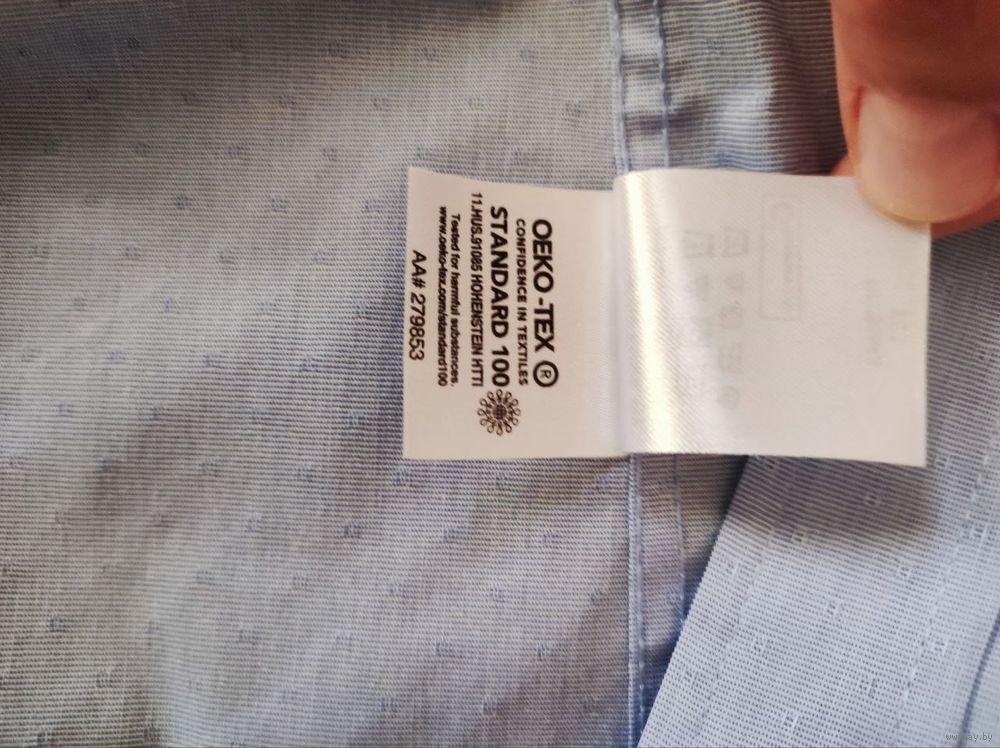 OEKO-TEX ®
CONFIDENCE IN TEXTILES
STANDARD 100
11.HUS.91085 HOHENSTEIN HTTI
Tested for harmful substances.
www.oeko-tex.com/standard100
AA# 279853